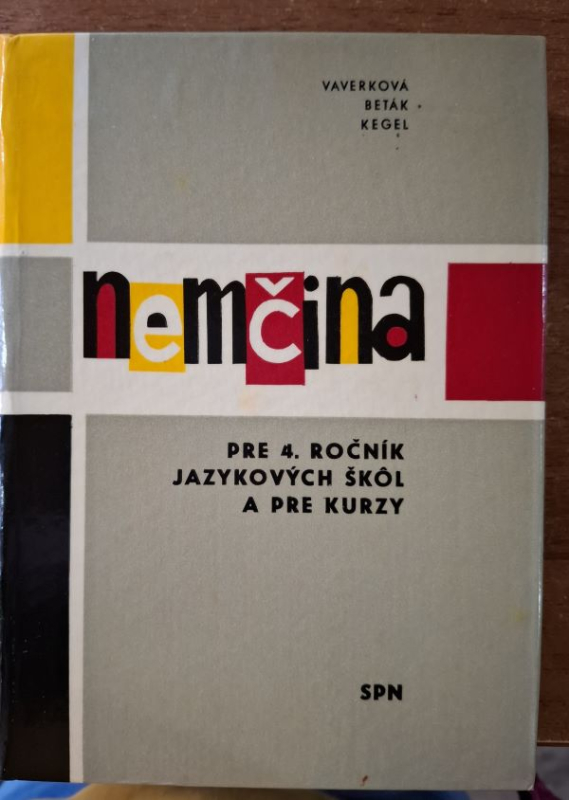 VAVERKOVÁ
BETÁK
KEGEL
nemčina
PRE 4. ROČNÍK
JAZYKOVÝCH ŠKÔL
A PRE KURZY
SPN